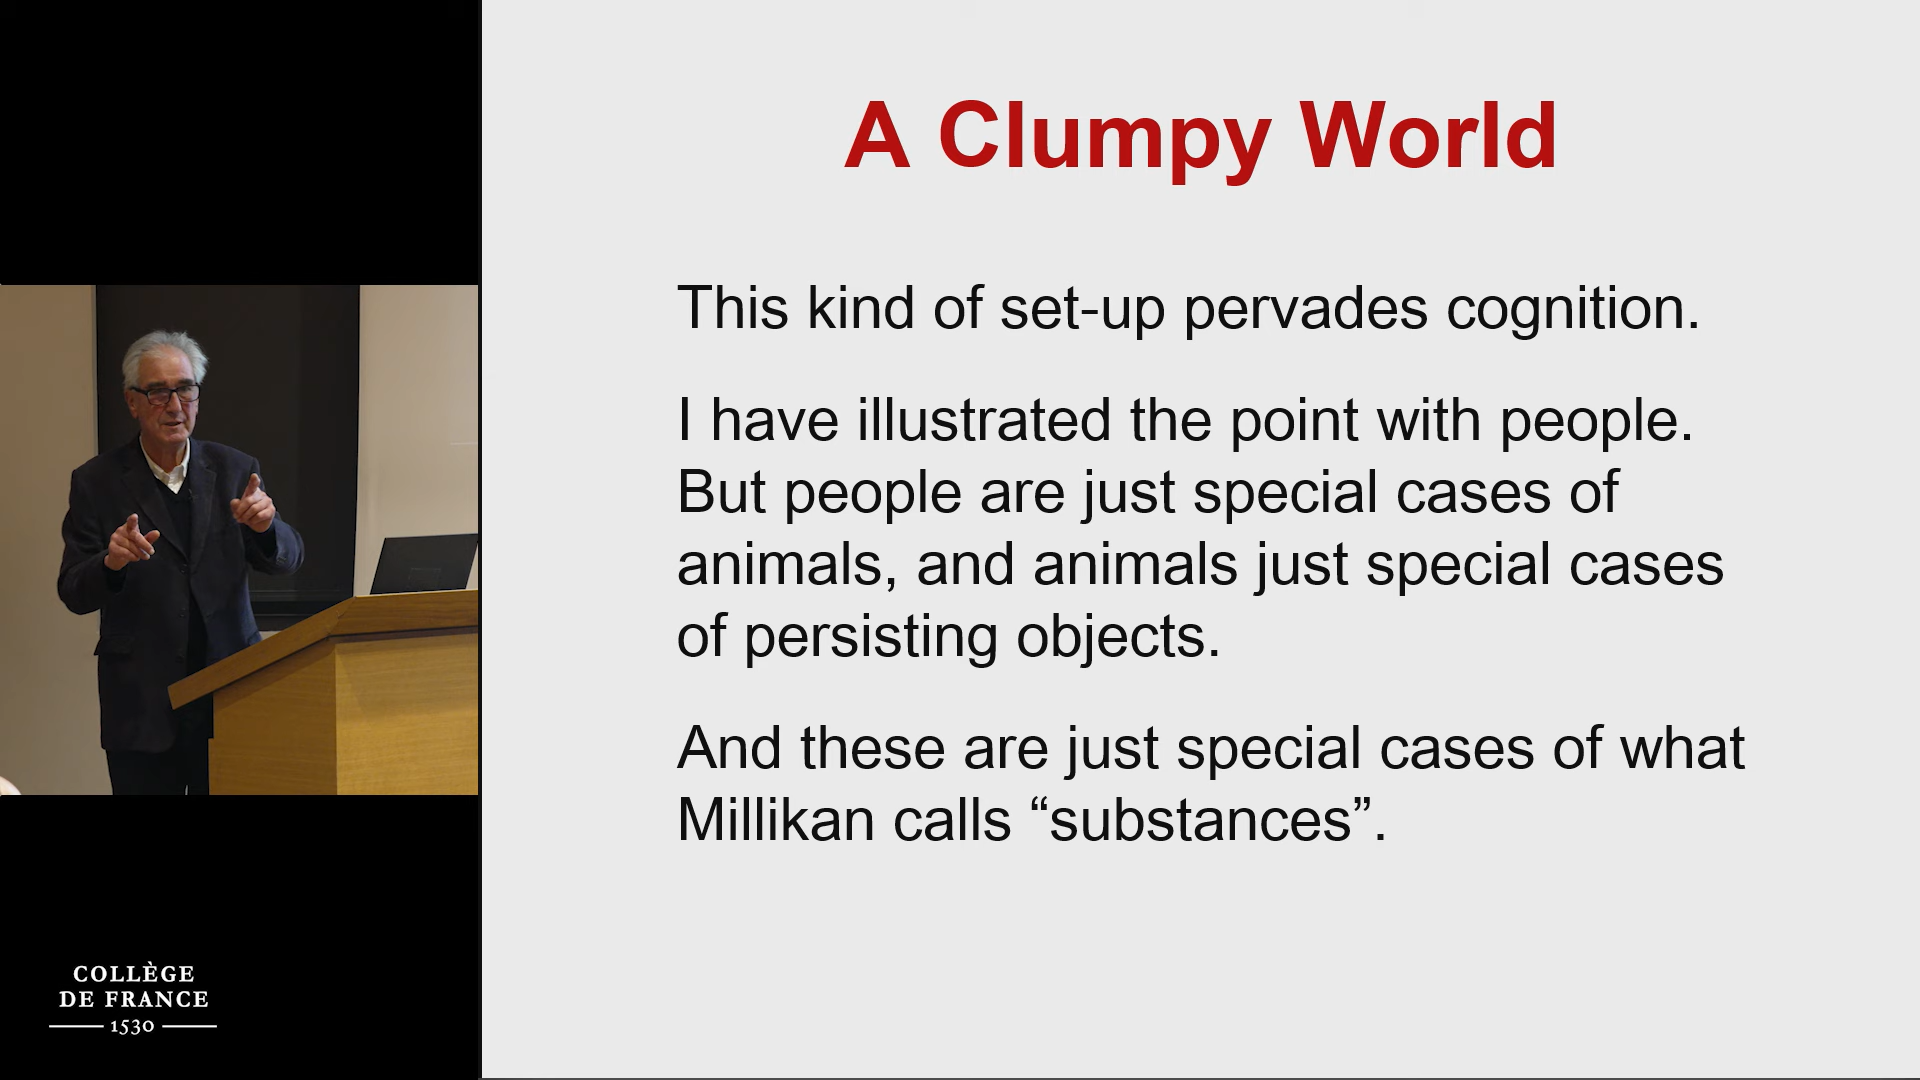 A Clumpy World
This kind of set-up pervades cognition.
I have illustrated the point with people.
But people are just special cases of
animals, and animals just special cases
of persisting objects.
And these are just special cases of what
Millikan calls “substances”.
COLLÈGE
DE FRANCE
1530